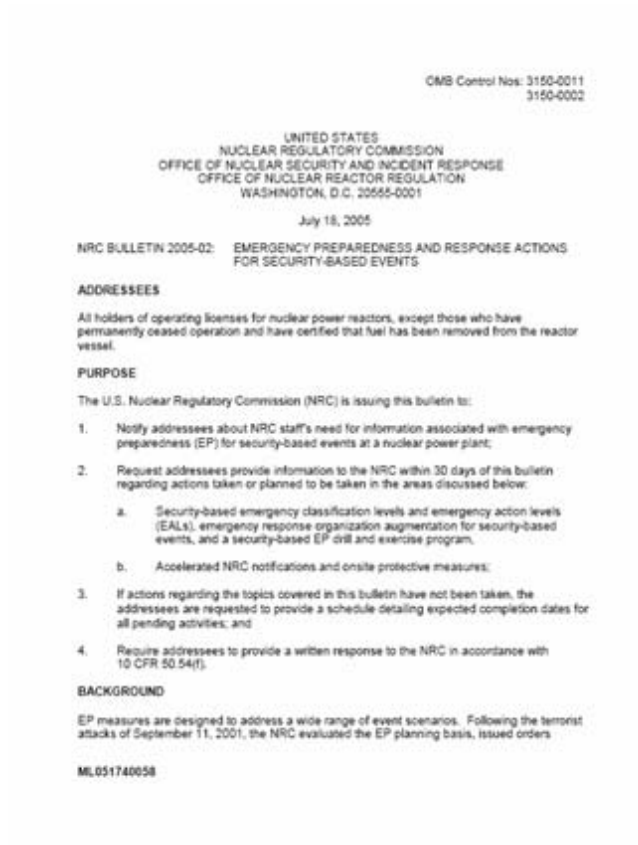 OMB Control Nos: 3150-0011
3150-0002
UNITED STATES
NUCLEAR REGULATORY COMMISSION
OFFICE OF NUCLEAR SECURITY AND INCIDENT RESPONSE
OFFICE OF NUCLEAR REACTOR REGULATION
WASHINGTON, D.C. 20555-0001
July 18, 2005
NRC BULLETIN 2005-02: EMERGENCY PREPAREDNESS AND RESPONSE ACTIONS
FOR SECURITY-BASED EVENTS
ADDRESSEES
All holders of operating licenses for nuclear power reactors, except those who have
permanently ceased operation and have certified that fuel has been removed from the reactor
vessel.
PURPOSE
The U.S. Nuclear Regulatory Commission (NRC) is issuing this bulletin to:
1. Notify addressees about NRC staff's need for information associated with emergency
preparedness (EP) for security-based events at a nuclear power plant;
2. Request addressees provide information to the NRC within 30 days of this bulletin
regarding actions taken or planned to be taken in the areas discussed below:
a. Security-based emergency classification levels and emergency action levels
(EALs), emergency response organization augmentation for security-based
events, and a security-based EP drill and exercise program,
b. Accelerated NRC notifications and onsite protective measures;
3. If actions regarding the topics covered in this bulletin have not been taken, the
addressees are requested to provide a schedule detailing expected completion dates for
all pending activities; and
4. Require addressees to provide a written response to the NRC in accordance with
10 CFR 50.54(f).
BACKGROUND
EP measures are designed to address a wide range of event scenarios. Following the terrorist
attacks of September 11, 2001, the NRC evaluated the EP planning basis, issued orders
ML051740058